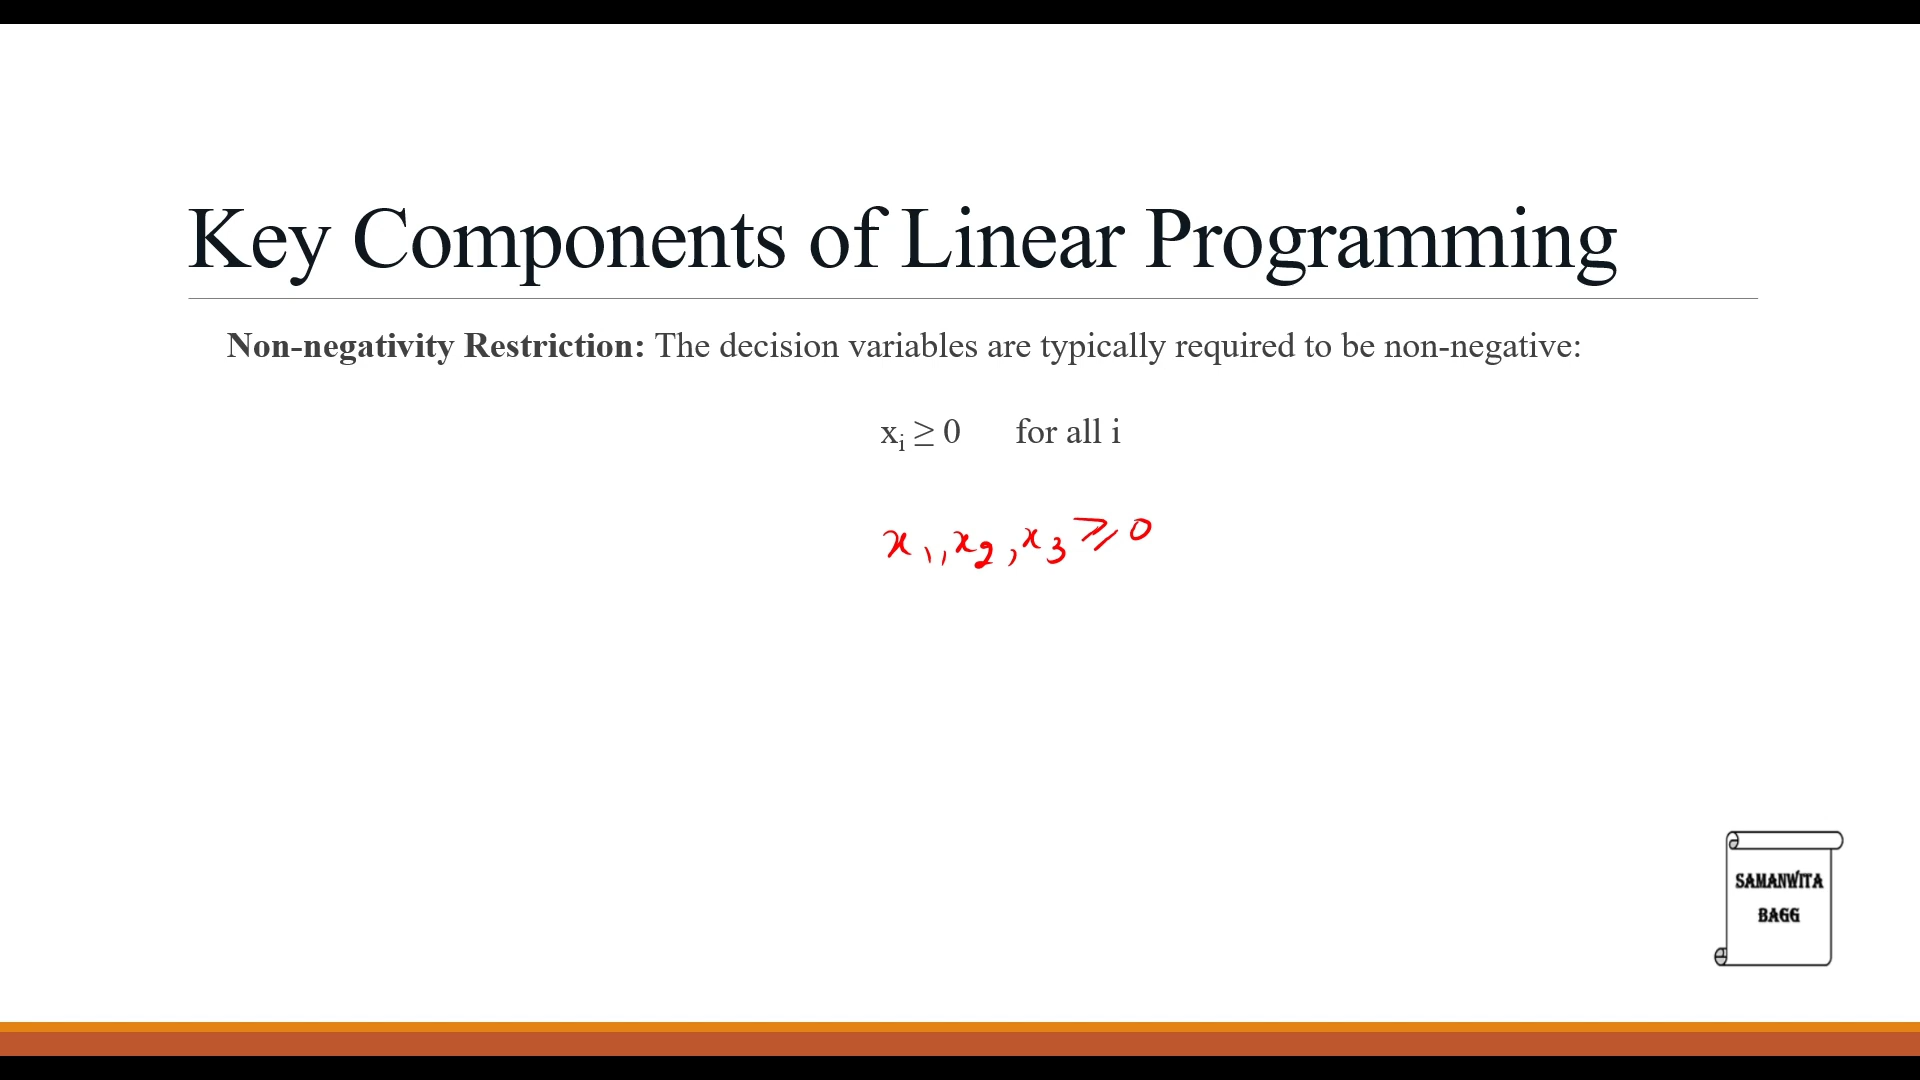 Key Components of Linear Programming
Non-negativity Restriction: The decision variables are typically required to be non-negative:
xᵢ ≥ 0 for all i
x₁, x₂, x₃ ≥ 0
SAMANWITA
BAGG